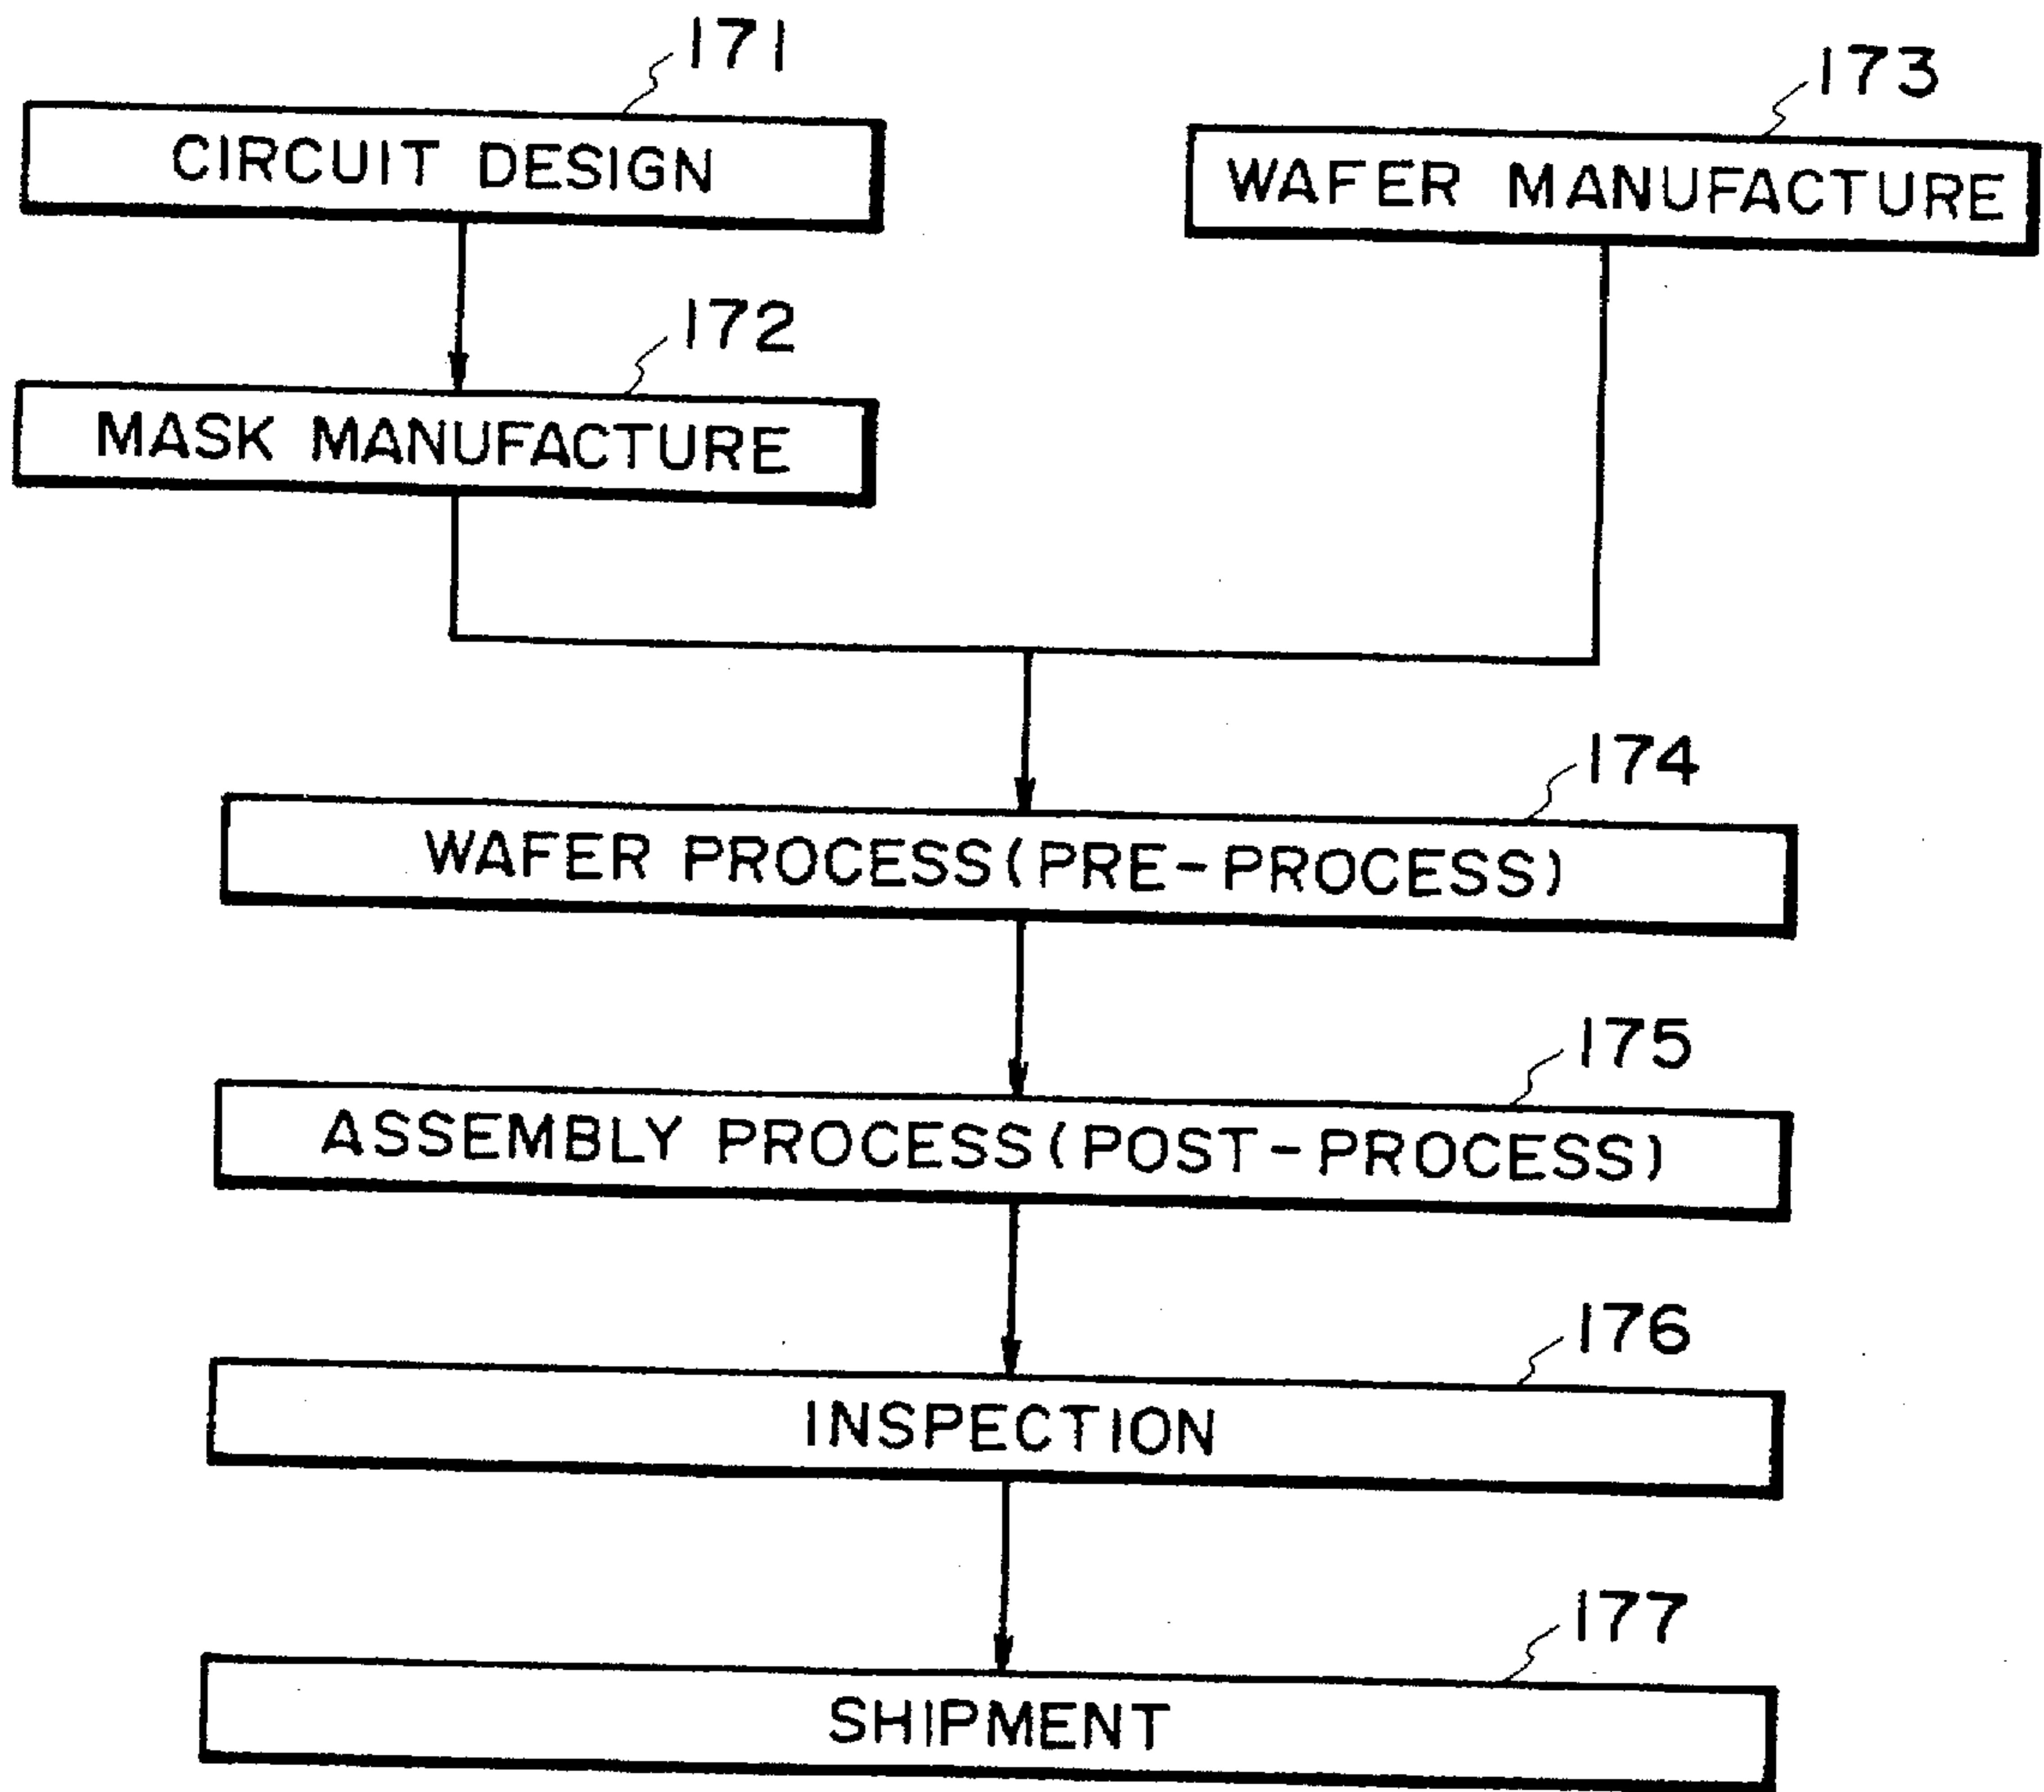 171
CIRCUIT DESIGN
173
WAFER MANUFACTURE
172
MASK MANUFACTURE
174
WAFER PROCESS(PRE-PROCESS)
175
ASSEMBLY PROCESS(POST-PROCESS)
176
INSPECTION
177
SHIPMENT